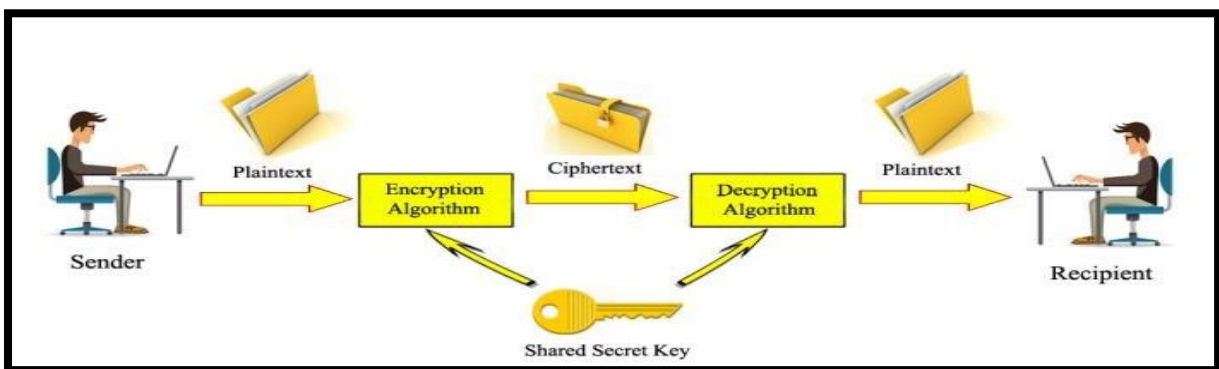 Plaintext
Ciphertext
Plaintext
Encryption
Algorithm
Decryption
Algorithm
Sender
Recipient
Shared Secret Key